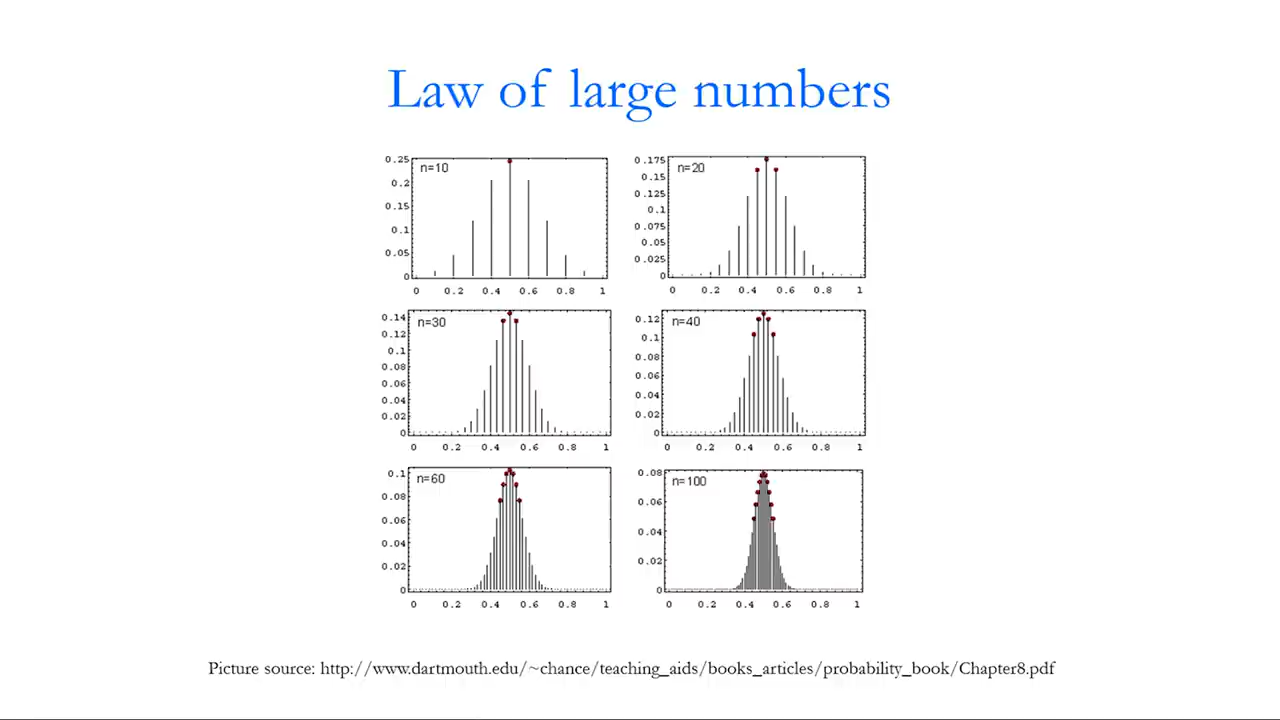 Law of large numbers
n=10
0.25
0.2
0.15
0.1
0.05
0
0 0.2 0.4 0.6 0.8 1
n=20
0.175
0.15
0.125
0.1
0.075
0.05
0.025
0
0 0.2 0.4 0.6 0.8 1
n=30
0.14
0.12
0.1
0.08
0.06
0.04
0.02
0
0 0.2 0.4 0.6 0.8 1
n=40
0.12
0.1
0.08
0.06
0.04
0.02
0
0 0.2 0.4 0.6 0.8 1
n=60
0.1
0.08
0.06
0.04
0.02
0
0 0.2 0.4 0.6 0.8 1
n=100
0.08
0.06
0.04
0.02
0
0 0.2 0.4 0.6 0.8 1
Picture source: http://www.dartmouth.edu/~chance/teaching_aids/books_articles/probability_book/Chapter8.pdf